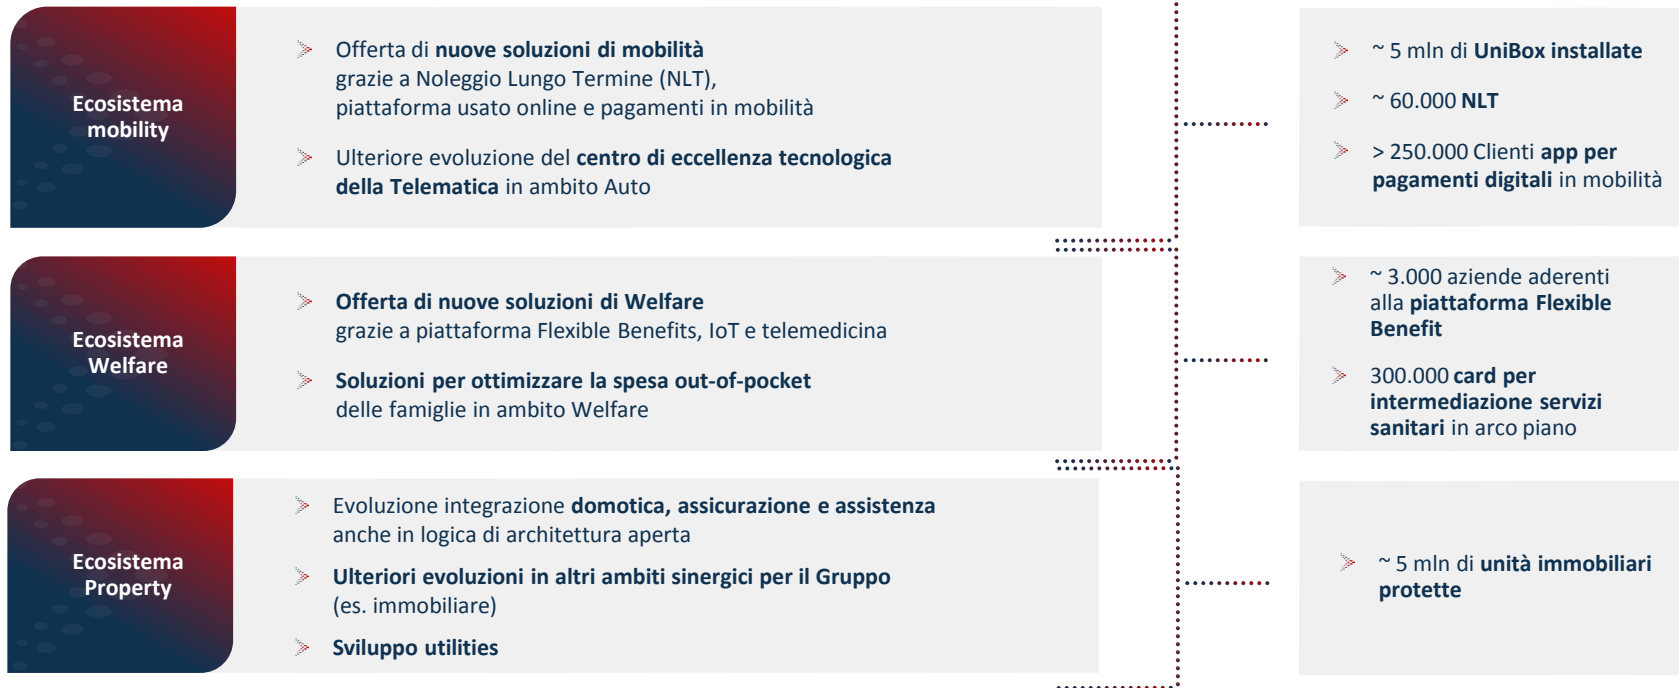 Ecosistema
mobility
Offerta di nuove soluzioni di mobilità
grazie a Noleggio Lungo Termine (NLT),
piattaforma usato online e pagamenti in mobilità
Ulteriore evoluzione del centro di eccellenza tecnologica
della Telematica in ambito Auto
~ 5 mln di UniBox installate
~ 60.000 NLT
> 250.000 Clienti app per
pagamenti digitali in mobilità
Ecosistema
Welfare
Offerta di nuove soluzioni di Welfare
grazie a piattaforma Flexible Benefits, IoT e telemedicina
Soluzioni per ottimizzare la spesa out-of-pocket
delle famiglie in ambito Welfare
~ 3.000 aziende aderenti
alla piattaforma Flexible
Benefit
300.000 card per
intermediazione servizi
sanitari in arco piano
Ecosistema
Property
Evoluzione integrazione domotica, assicurazione e assistenza
anche in logica di architettura aperta
Ulteriori evoluzioni in altri ambiti sinergici per il Gruppo
(es. immobiliare)
Sviluppo utilities
~ 5 mln di unità immobiliari
protette